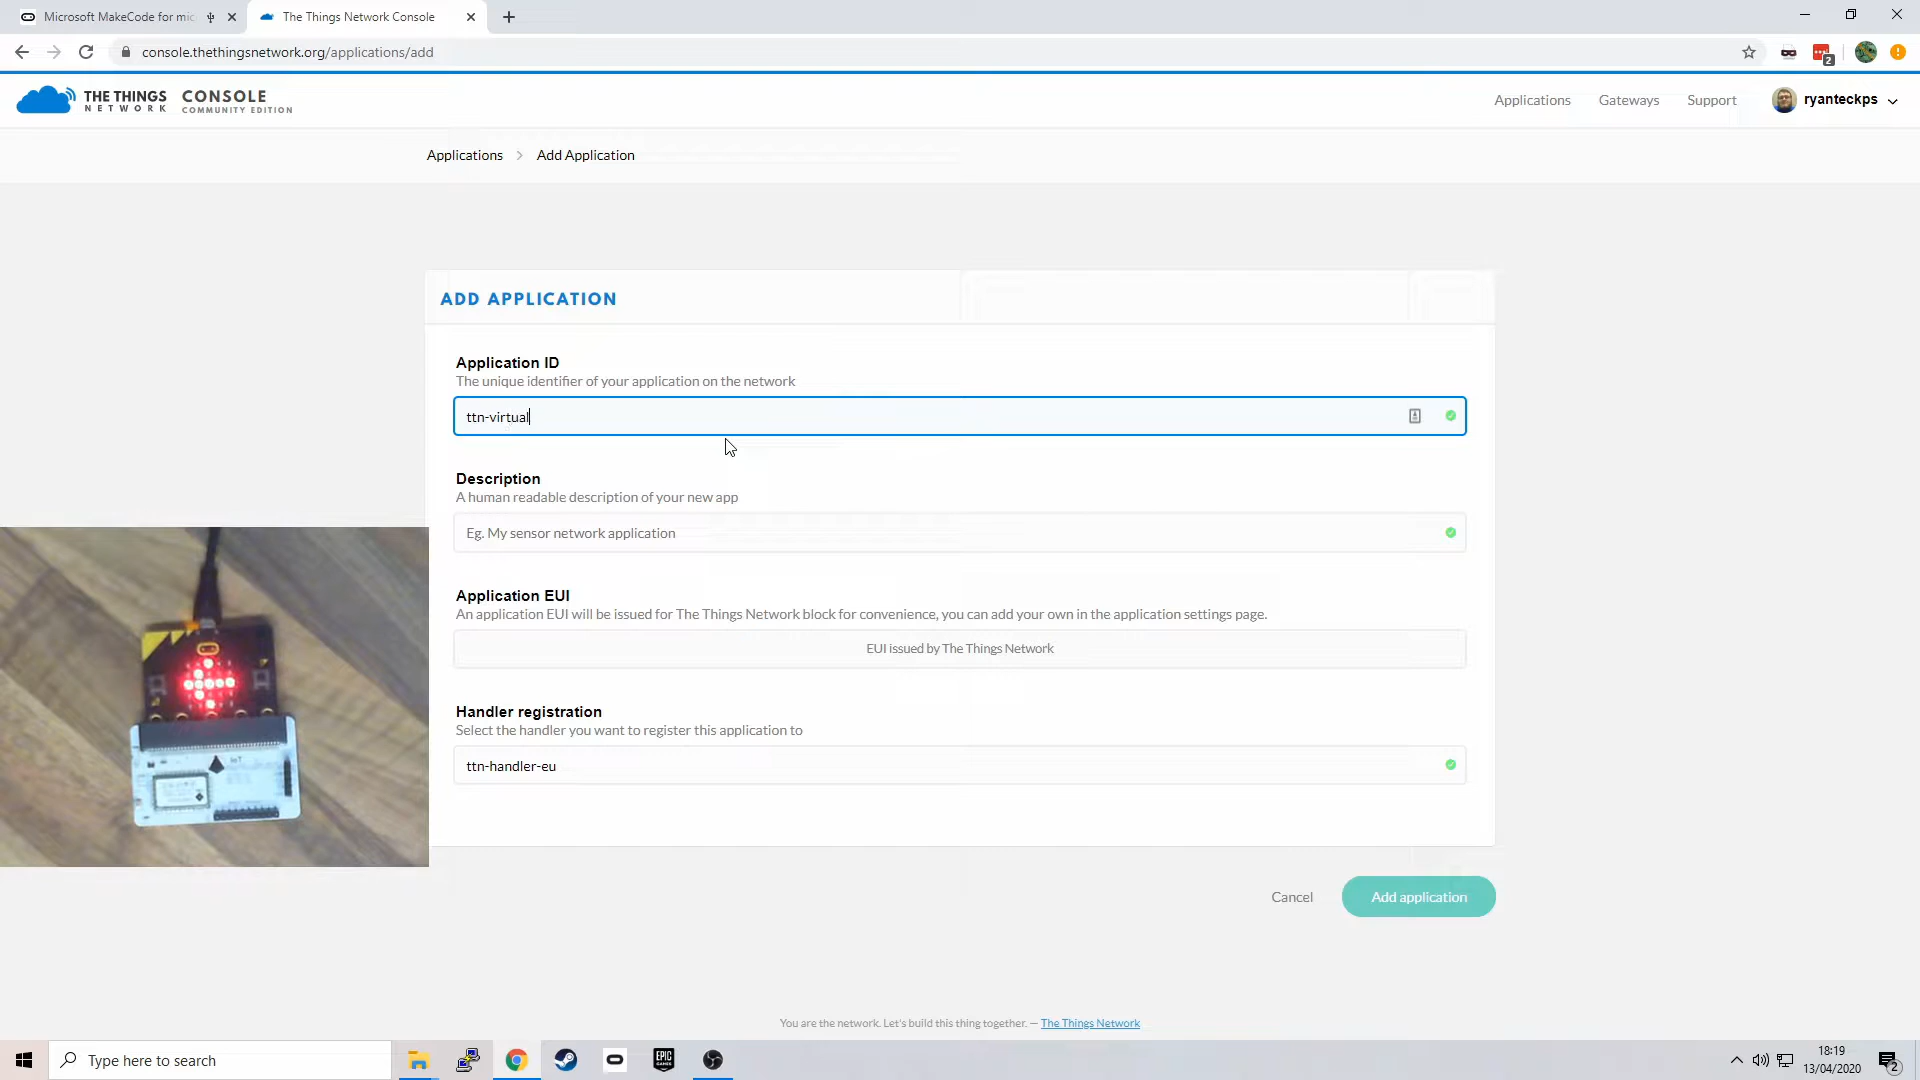 Microsoft MakeCode for mic
The Things Network Console
console.thethingsnetwork.org/applications/add
2
THE THINGS
NETWORK
CONSOLE
COMMUNITY EDITION
Applications
Gateways
Support
ryanteckps
Applications > Add Application
ADD APPLICATION
Application ID
The unique identifier of your application on the network
ttn-virtual
Description
A human readable description of your new app
Eg. My sensor network application
Application EUI
An application EUI will be issued for The Things Network block for convenience, you can add your own in the application settings page.
EUI issued by The Things Network
Handler registration
Select the handler you want to register this application to
ttn-handler-eu
IoT
Cancel
Add application
You are the network. Let's build this thing together. — The Things Network
Type here to search
EPIC
GAMES
18:19
13/04/2020
2